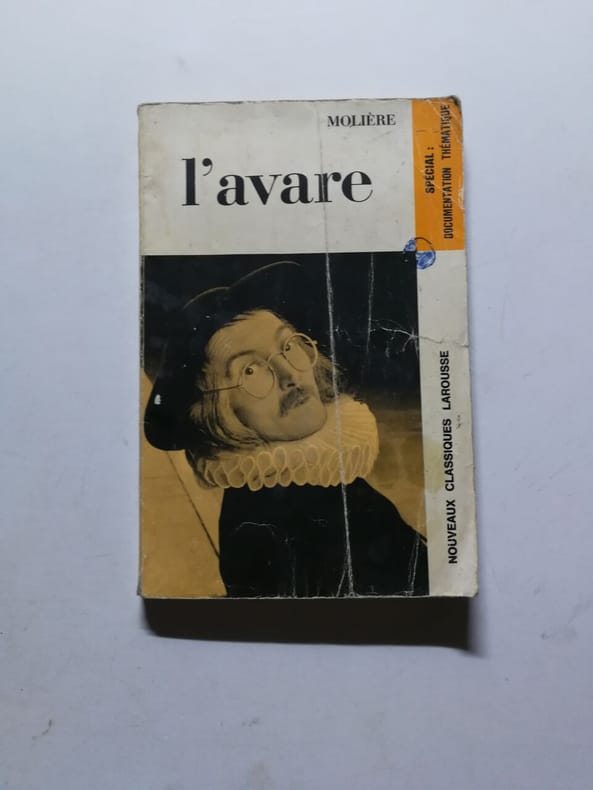 MOLIÈRE
l'avare
SPÉCIAL :
DOCUMENTATION THÉMATIQUE
NOUVEAUX CLASSIQUES LAROUSSE